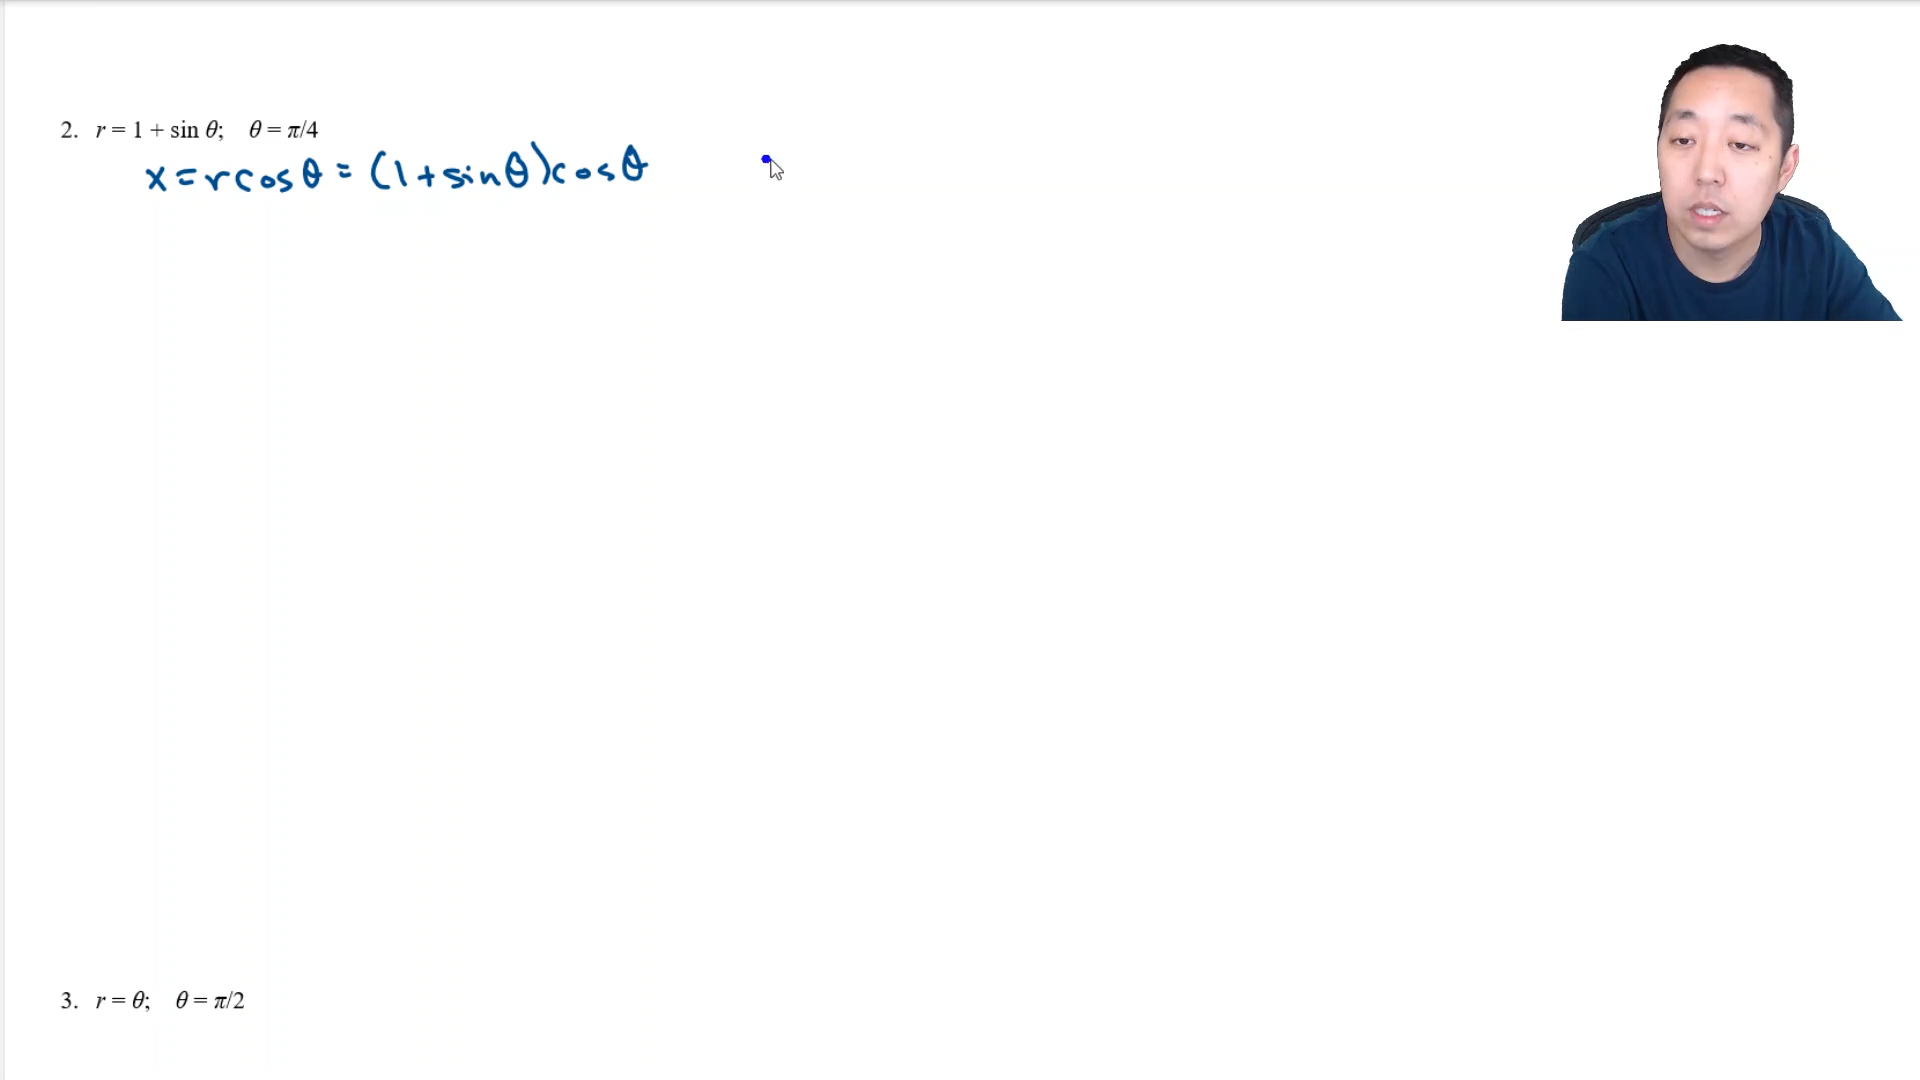 2. r = 1 + sin θ; θ = π/4
x = r cos θ = (1 + sin θ) cos θ
3. r = θ; θ = π/2